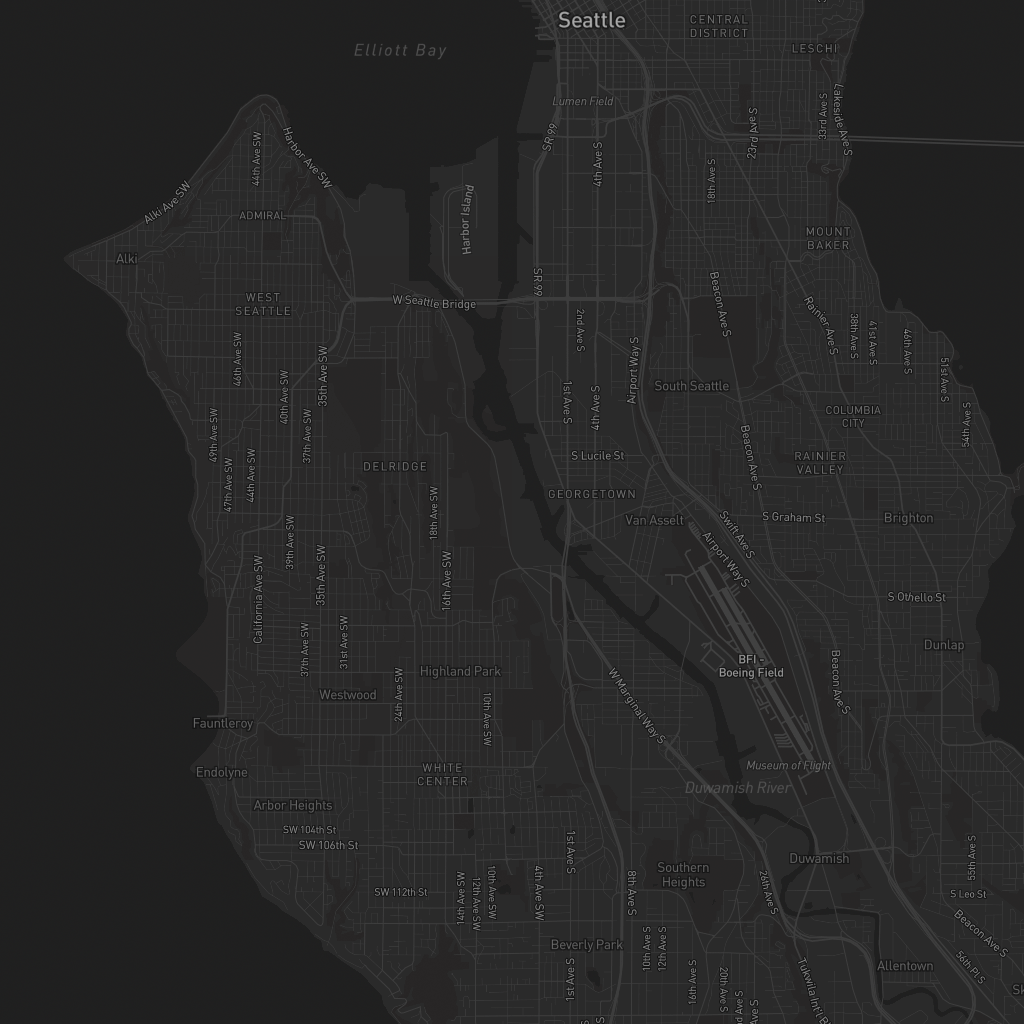 Seattle
CENTRAL
DISTRICT
LESCHI
Elliott Bay
Lumen Field
Lakeside Ave S
33rd Ave S
23rd Ave S
SR 99
4th Ave S
18th Ave S
44th Ave SW
Harbor Ave SW
Alki Ave SW
ADMIRAL
Harbor Island
MOUNT
BAKER
Alki
WEST
SEATTLE
W Seattle Bridge
SR 99
Beacon Ave S
Rainier Ave S
2nd Ave S
38th Ave S
41st Ave S
46th Ave S
46th Ave SW
35th Ave SW
Airport Way S
51st Ave S
40th Ave SW
1st Ave S
4th Ave S
South Seattle
COLUMBIA
CITY
54th Ave S
49th Ave SW
37th Ave SW
Beacon Ave S
RAINIER
VALLEY
S Lucile St
DELRIDGE
47th Ave SW
44th Ave SW
18th Ave SW
GEORGETOWN
Van Asselt
S Graham St
Brighton
Swift Ave S
39th Ave SW
35th Ave SW
16th Ave SW
Airport Way S
California Ave SW
S Othello St
37th Ave SW
31st Ave SW
Dunlap
BFI -
Boeing Field
Highland Park
Beacon Ave S
24th Ave SW
Westwood
10th Ave SW
W Marginal Way S
Fauntleroy
Endolyne
WHITE
CENTER
Museum of Flight
Duwamish River
Arbor Heights
SW 104th St
SW 106th St
1st Ave S
Duwamish
55th Ave S
Southern
Heights
SW 112th St
14th Ave SW
12th Ave SW
10th Ave SW
4th Ave SW
8th Ave S
26th Ave S
S Leo St
Beacon Ave S
Beverly Park
10th Ave S
12th Ave S
Allentown
56th Pl S
1st Ave S
16th Ave S
20th Ave S
Tukwila Int'l B
Sk